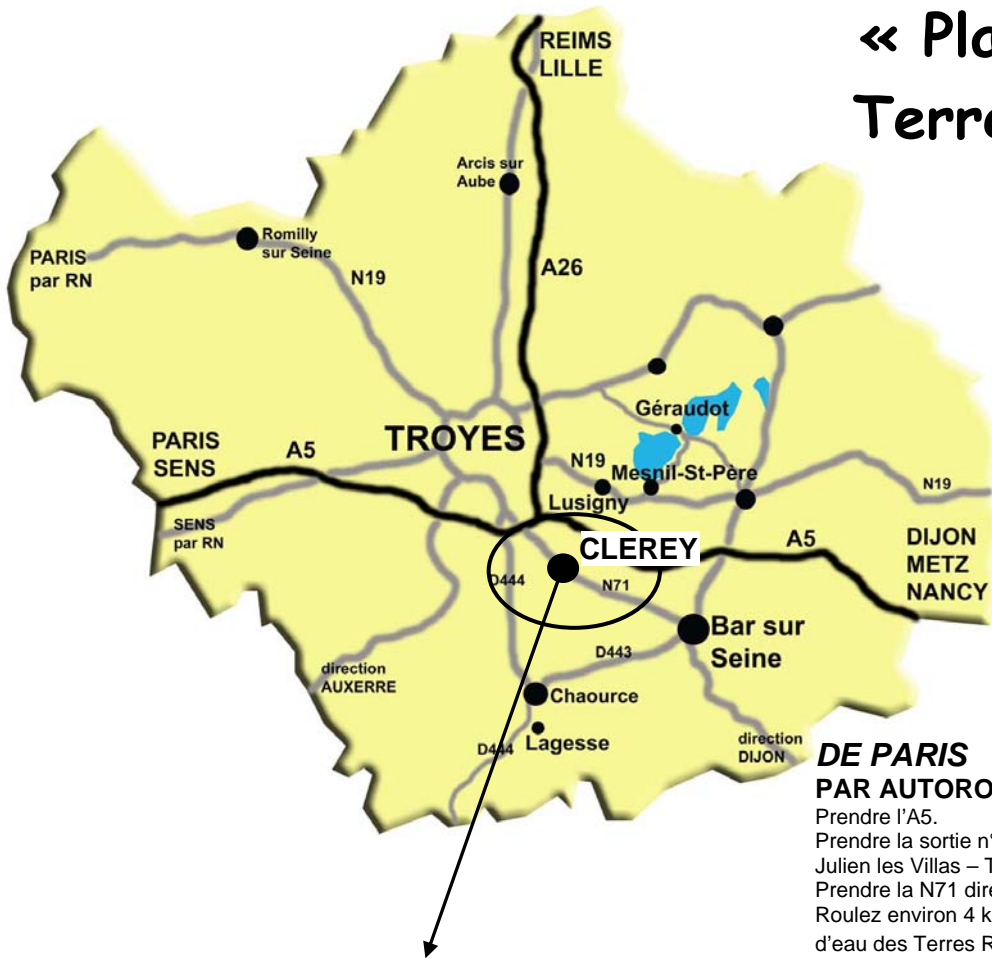 « Pla
Terre
REIMS
LILLE
Arcis sur
Aube
Romilly
sur Seine
PARIS
par RN
N19
A26
Géraudot
PARIS
SENS
A5
TROYES
N19
Mesnil-St-Père
Lusigny
N19
SENS
par RN
CLEREY
A5
DIJON
METZ
NANCY
D444
N71
Bar sur
Seine
D443
direction
AUXERRE
Chaource
D444
Lagesse
direction
DIJON
DE PARIS
PAR AUTORO
Prendre l'A5.
Prendre la sortie n°
Julien les Villas – T
Prendre la N71 dire
Roulez environ 4 k
d'eau des Terres R